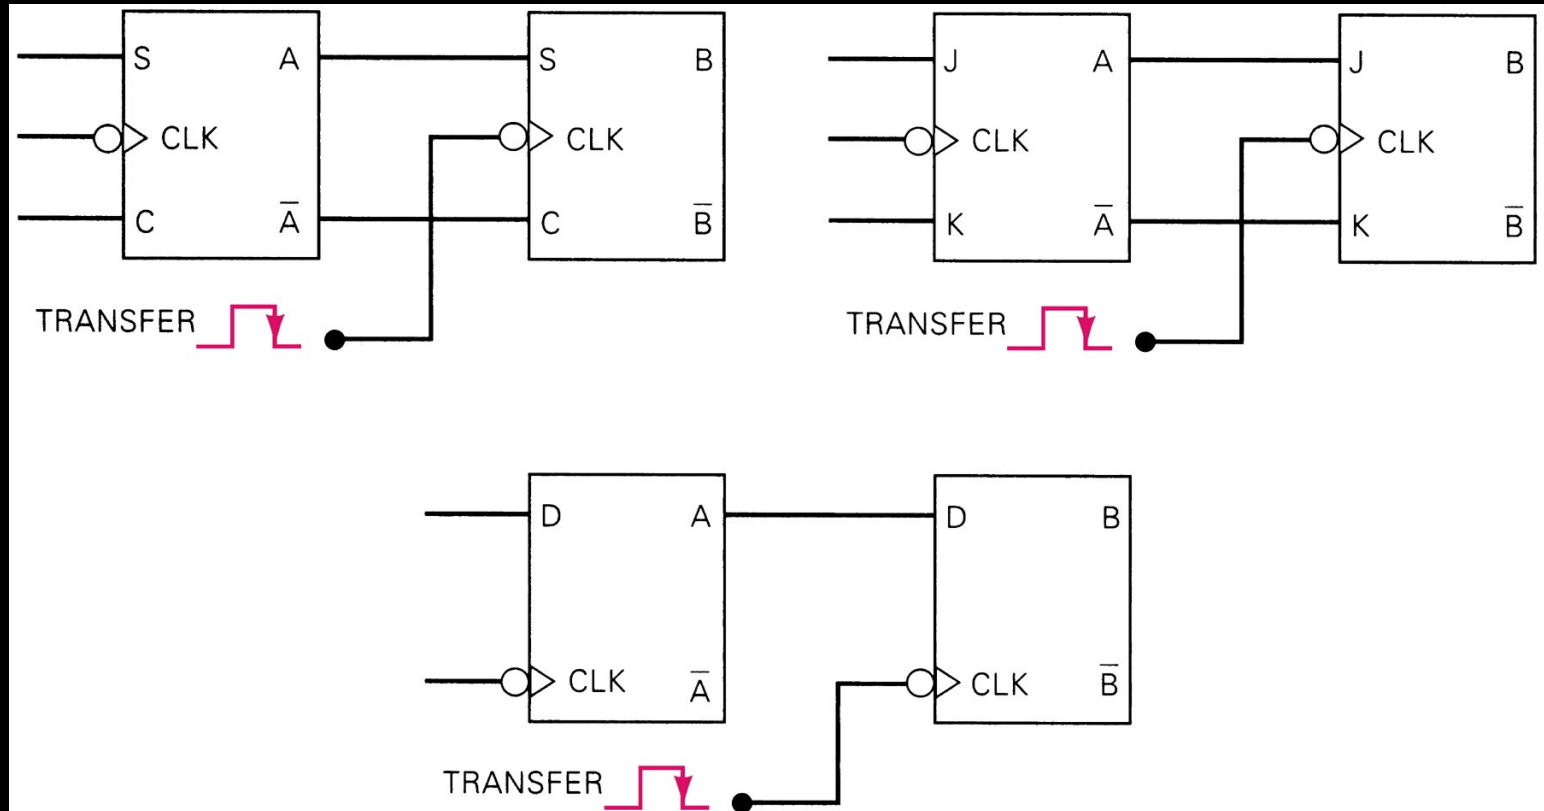 S A S B J A J B
CLK CLK CLK CLK
C A̅ C B̅ K A̅ K B̅
TRANSFER TRANSFER
D A D B
CLK A̅ CLK B̅
TRANSFER